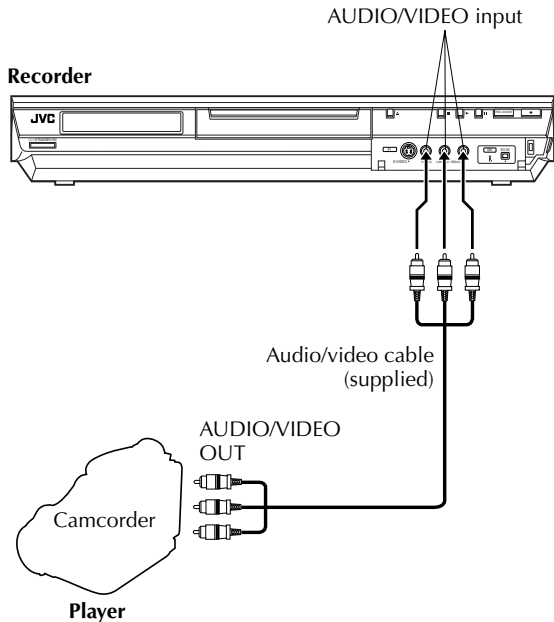 AUDIO/VIDEO input
Recorder
JVC
Audio/video cable
(supplied)
AUDIO/VIDEO
OUT
Camcorder
Player